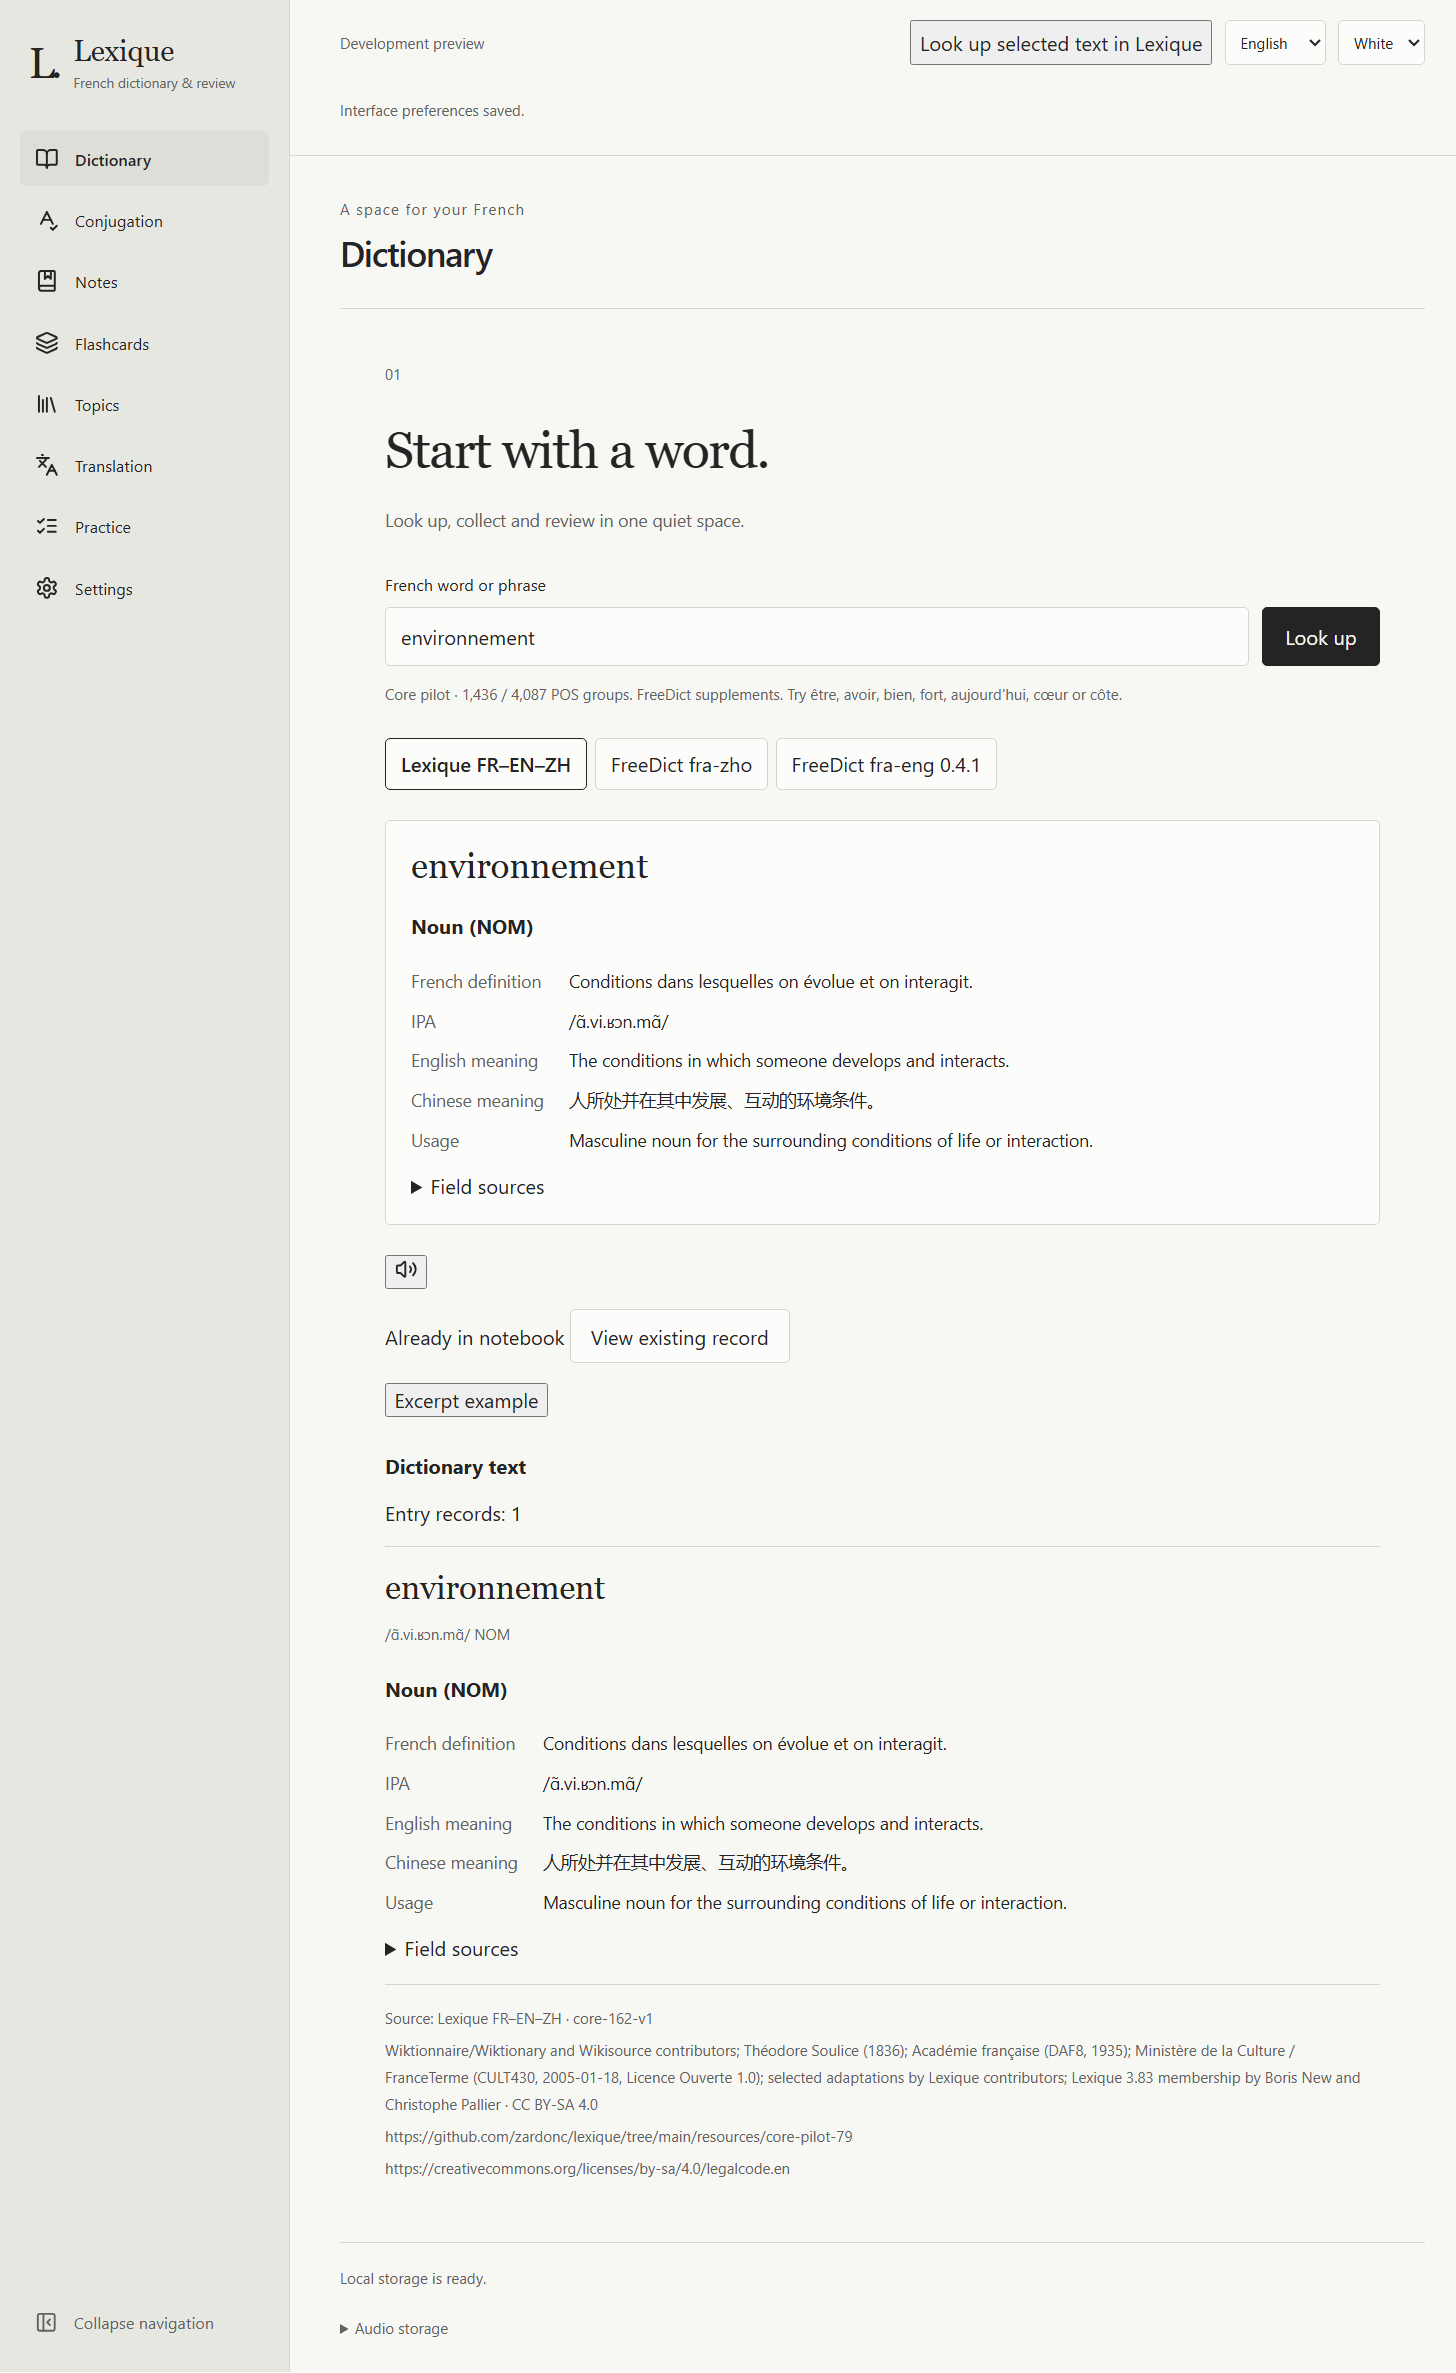 Lexique
French dictionary & review
Dictionary
Conjugation
Notes
Flashcards
Topics
Translation
Practice
Settings
Collapse navigation
Development preview
Look up selected text in Lexique
English
White
Interface preferences saved.
A space for your French
Dictionary
01
Start with a word.
Look up, collect and review in one quiet space.
French word or phrase
environnement
Look up
Core pilot · 1,436 / 4,087 POS groups. FreeDict supplements. Try être, avoir, bien, fort, aujourd'hui, cœur or côte.
Lexique FR–EN–ZH
FreeDict fra-zho
FreeDict fra-eng 0.4.1
environnement
Noun (NOM)
French definition Conditions dans lesquelles on évolue et on interagit.
IPA /ɑ̃.vi.ʁɔn.mɑ̃/
English meaning The conditions in which someone develops and interacts.
Chinese meaning 人所处并在其中发展、互动的环境条件。
Usage Masculine noun for the surrounding conditions of life or interaction.
Field sources
Already in notebook View existing record
Excerpt example
Dictionary text
Entry records: 1
environnement
/ɑ̃.vi.ʁɔn.mɑ̃/ NOM
Noun (NOM)
French definition Conditions dans lesquelles on évolue et on interagit.
IPA /ɑ̃.vi.ʁɔn.mɑ̃/
English meaning The conditions in which someone develops and interacts.
Chinese meaning 人所处并在其中发展、互动的环境条件。
Usage Masculine noun for the surrounding conditions of life or interaction.
Field sources
Source: Lexique FR–EN–ZH · core-162-v1
Wiktionnaire/Wiktionary and Wikisource contributors; Théodore Soulice (1836); Académie française (DAF8, 1935); Ministère de la Culture /
FranceTerme (CULT430, 2005-01-18, Licence Ouverte 1.0); selected adaptations by Lexique contributors; Lexique 3.83 membership by Boris New and
Christophe Pallier · CC BY-SA 4.0
https://github.com/zardonc/lexique/tree/main/resources/core-pilot-79
https://creativecommons.org/licenses/by-sa/4.0/legalcode.en
Local storage is ready.
Audio storage